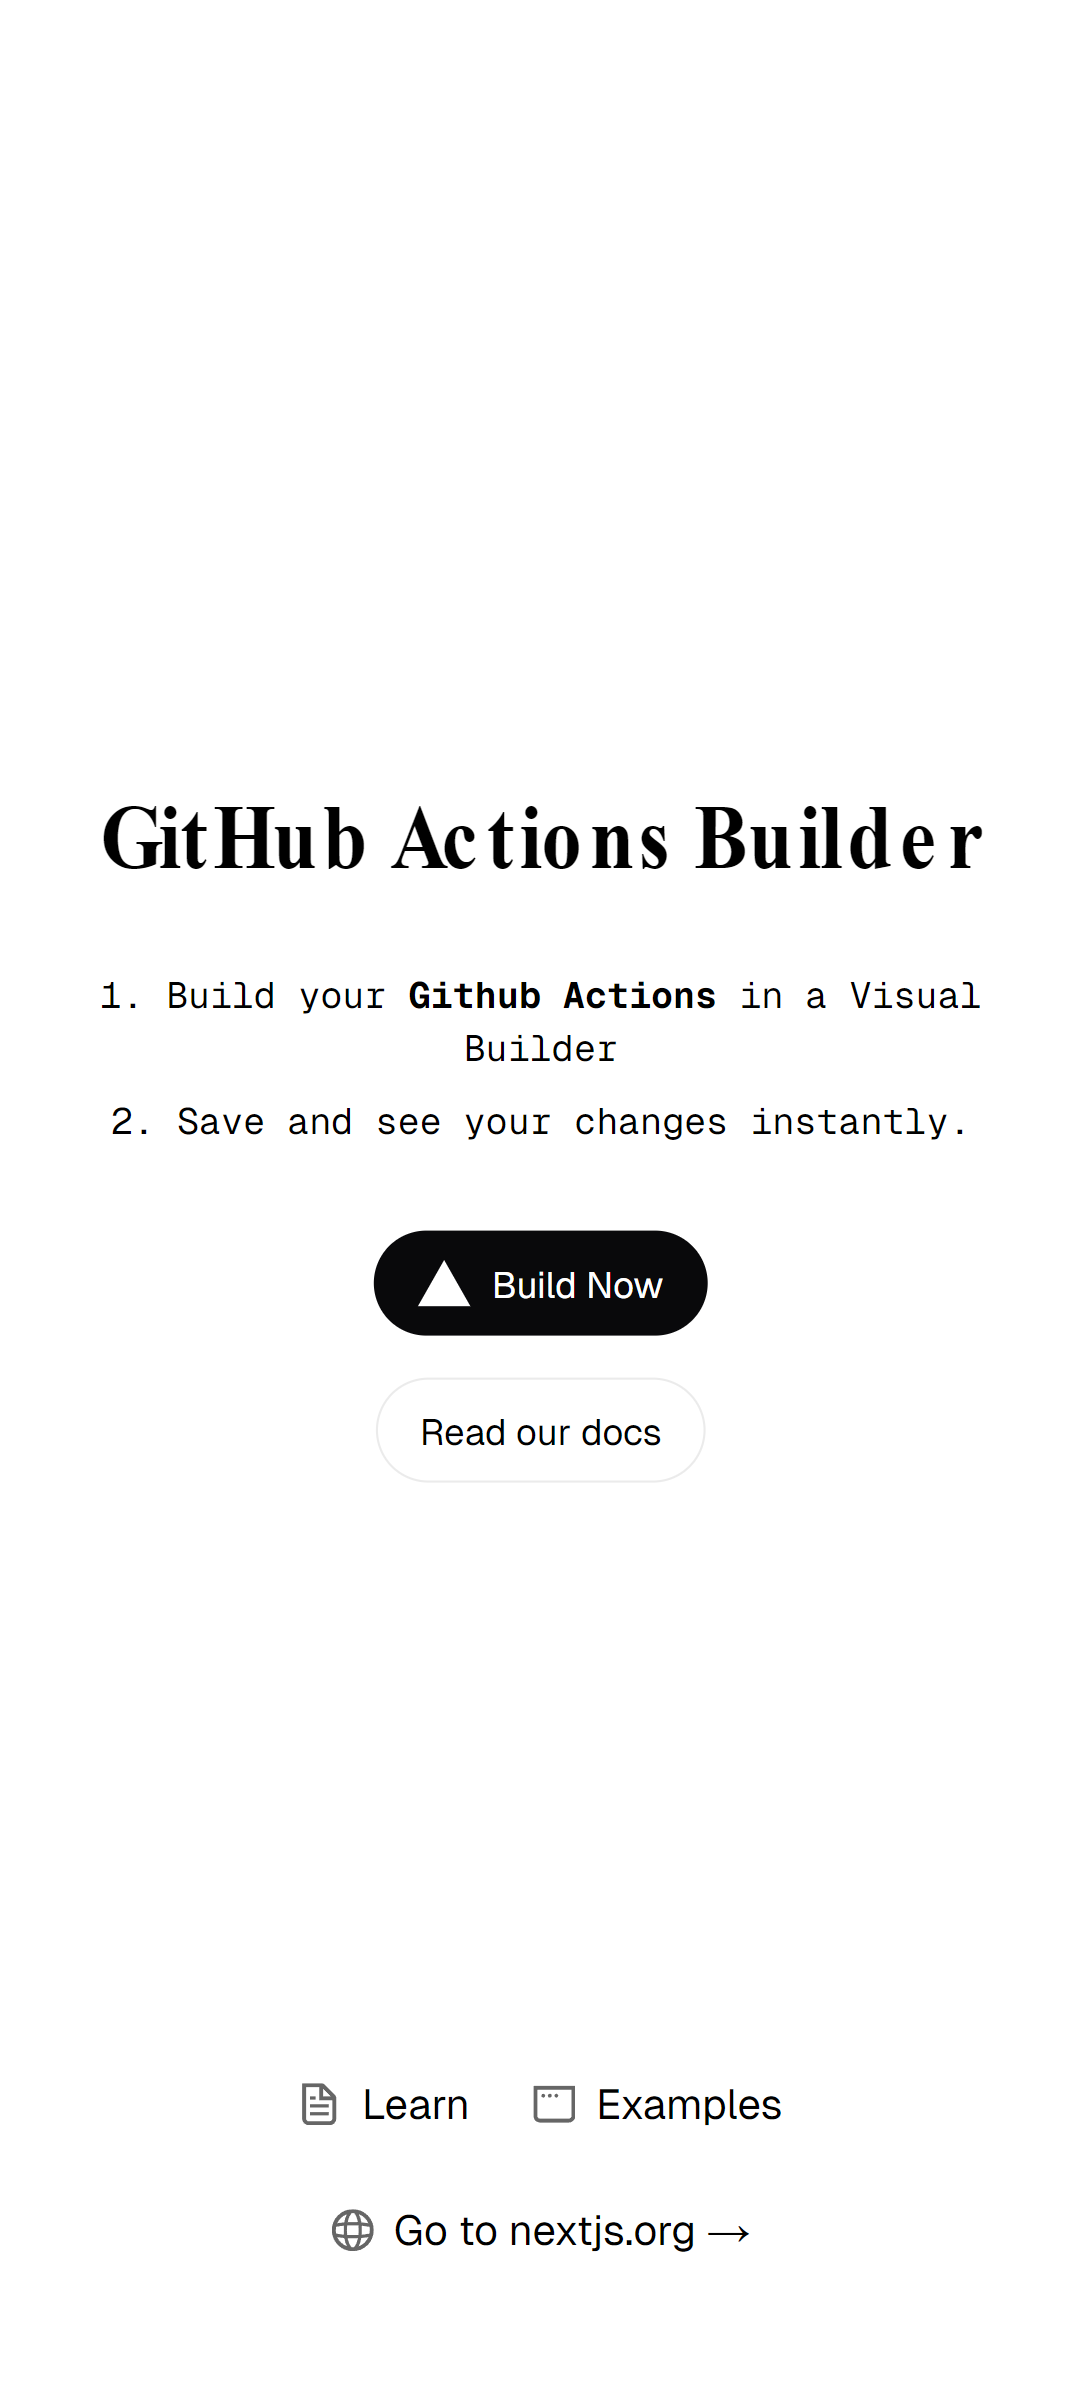 GitHub Actions Builder
1. Build your Github Actions in a Visual
Builder
2. Save and see your changes instantly.
Build Now
Read our docs
Learn
Examples
Go to nextjs.org →